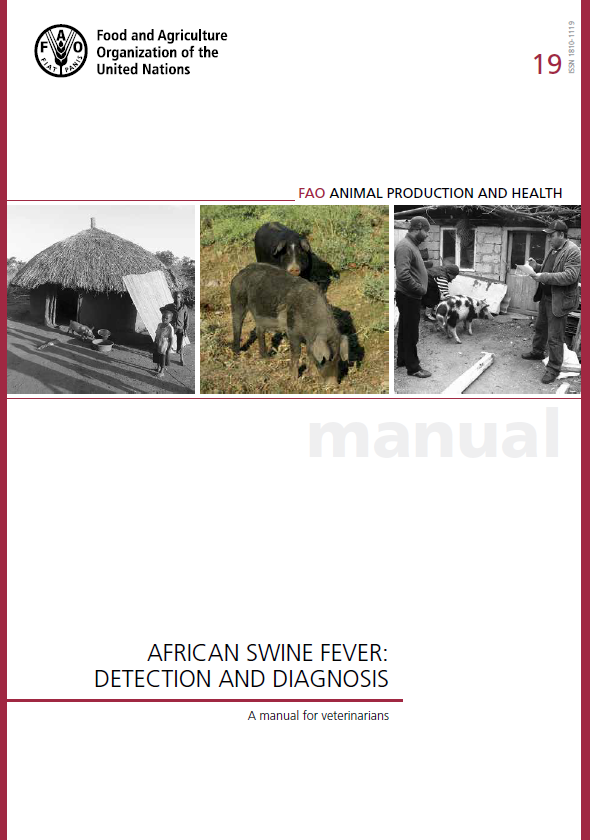 F A O
FIAT PANIS
Food and Agriculture
Organization of the
United Nations
19
ISSN 1810-1119
FAO ANIMAL PRODUCTION AND HEALTH
manual
AFRICAN SWINE FEVER:
DETECTION AND DIAGNOSIS
A manual for veterinarians